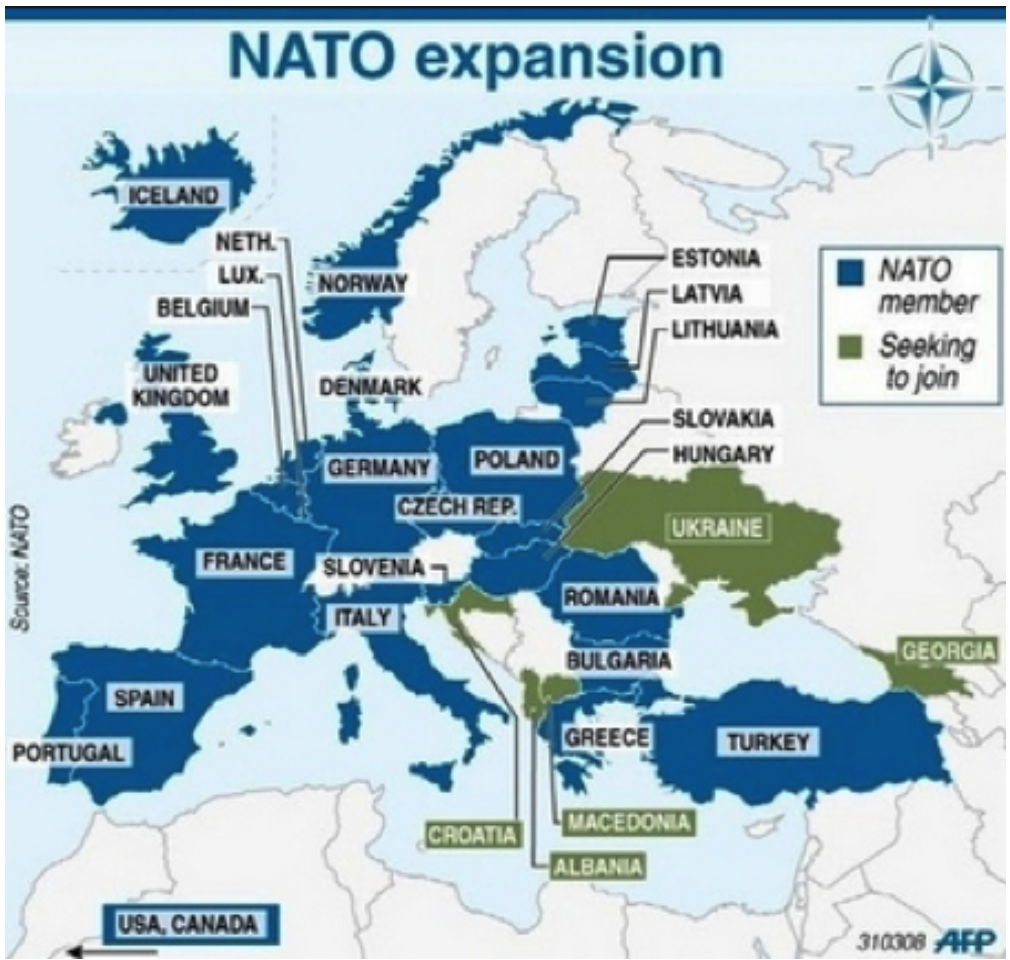 NATO expansion
ICELAND
NETH.
LUX.
BELGIUM
NORWAY
ESTONIA
LATVIA
LITHUANIA
NATO
member
Seeking
to join
UNITED
KINGDOM
DENMARK
SLOVAKIA
HUNGARY
GERMANY
POLAND
CZECH REP.
UKRAINE
FRANCE
SLOVENIA
ROMANIA
ITALY
GEORGIA
BULGARIA
SPAIN
PORTUGAL
GREECE
TURKEY
CROATIA
MACEDONIA
ALBANIA
USA, CANADA
Source: NATO
310308 AFP